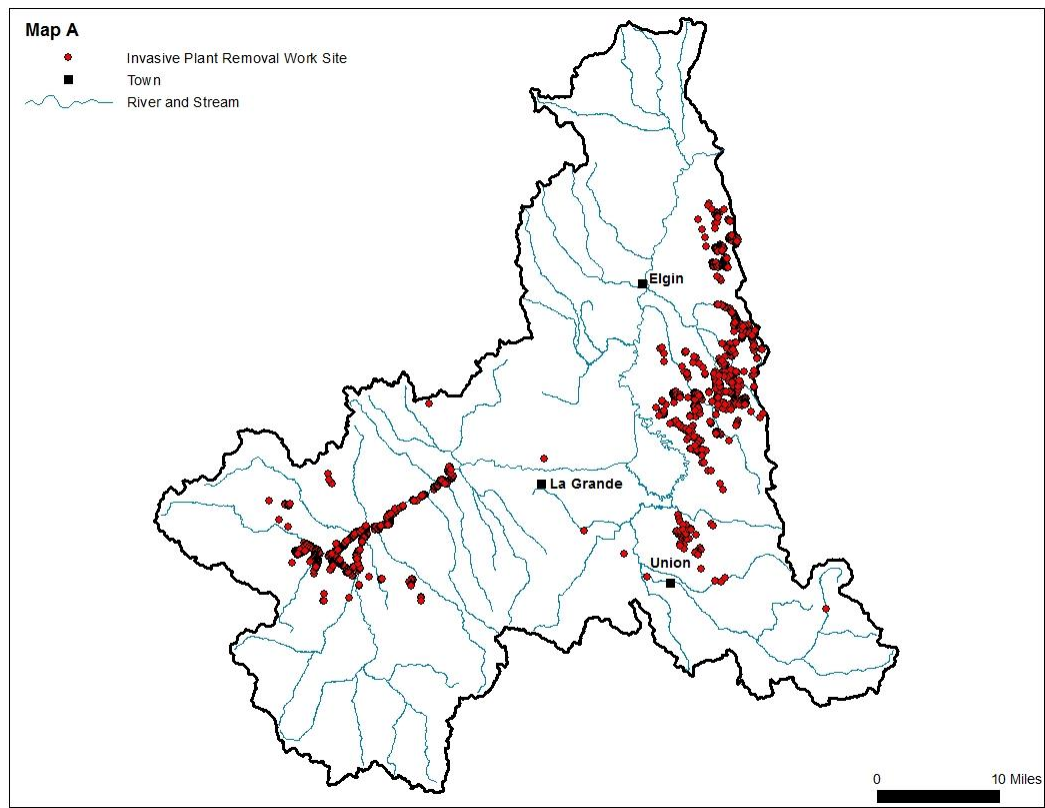 Map A
Invasive Plant Removal Work Site
Town
River and Stream
Elgin
La Grande
Union
0 10 Miles